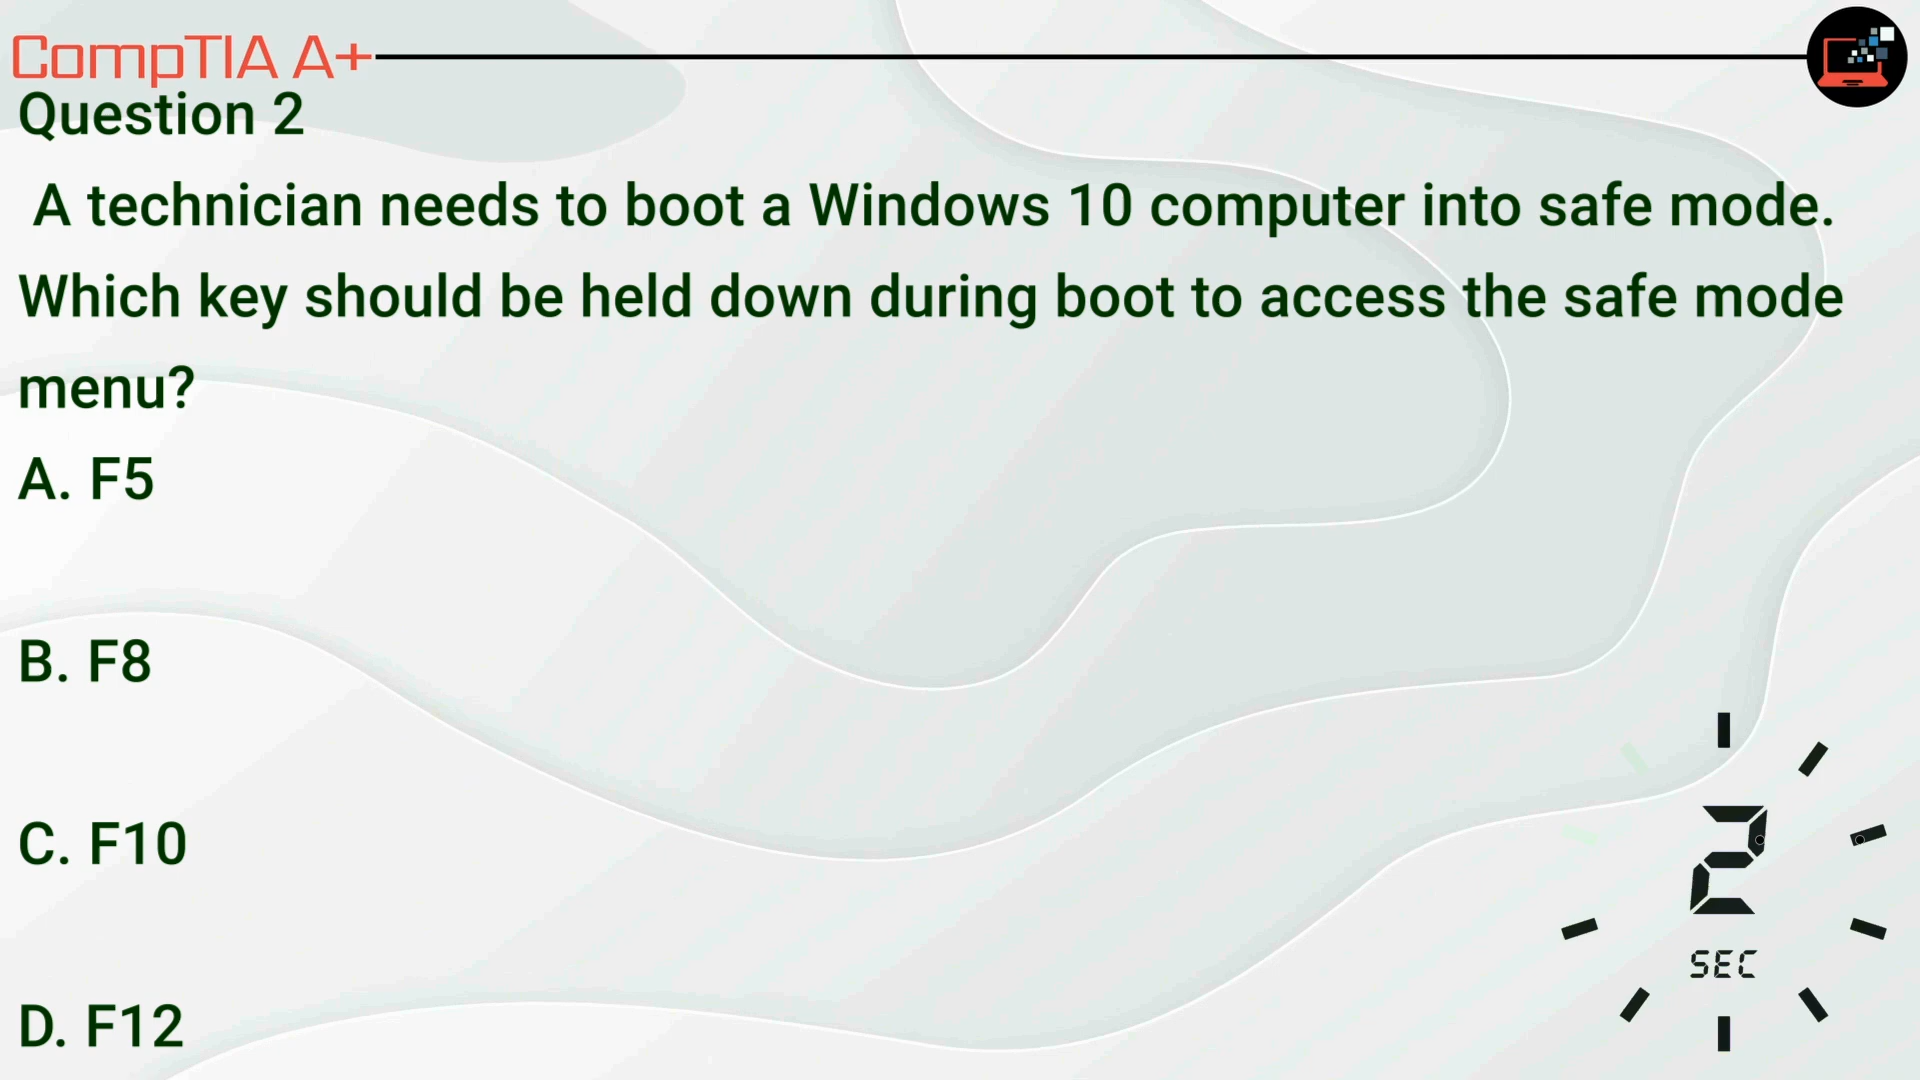 CompTIA A+
Question 2
A technician needs to boot a Windows 10 computer into safe mode.
Which key should be held down during boot to access the safe mode
menu?
A. F5
B. F8
C. F10
D. F12
2
SEC